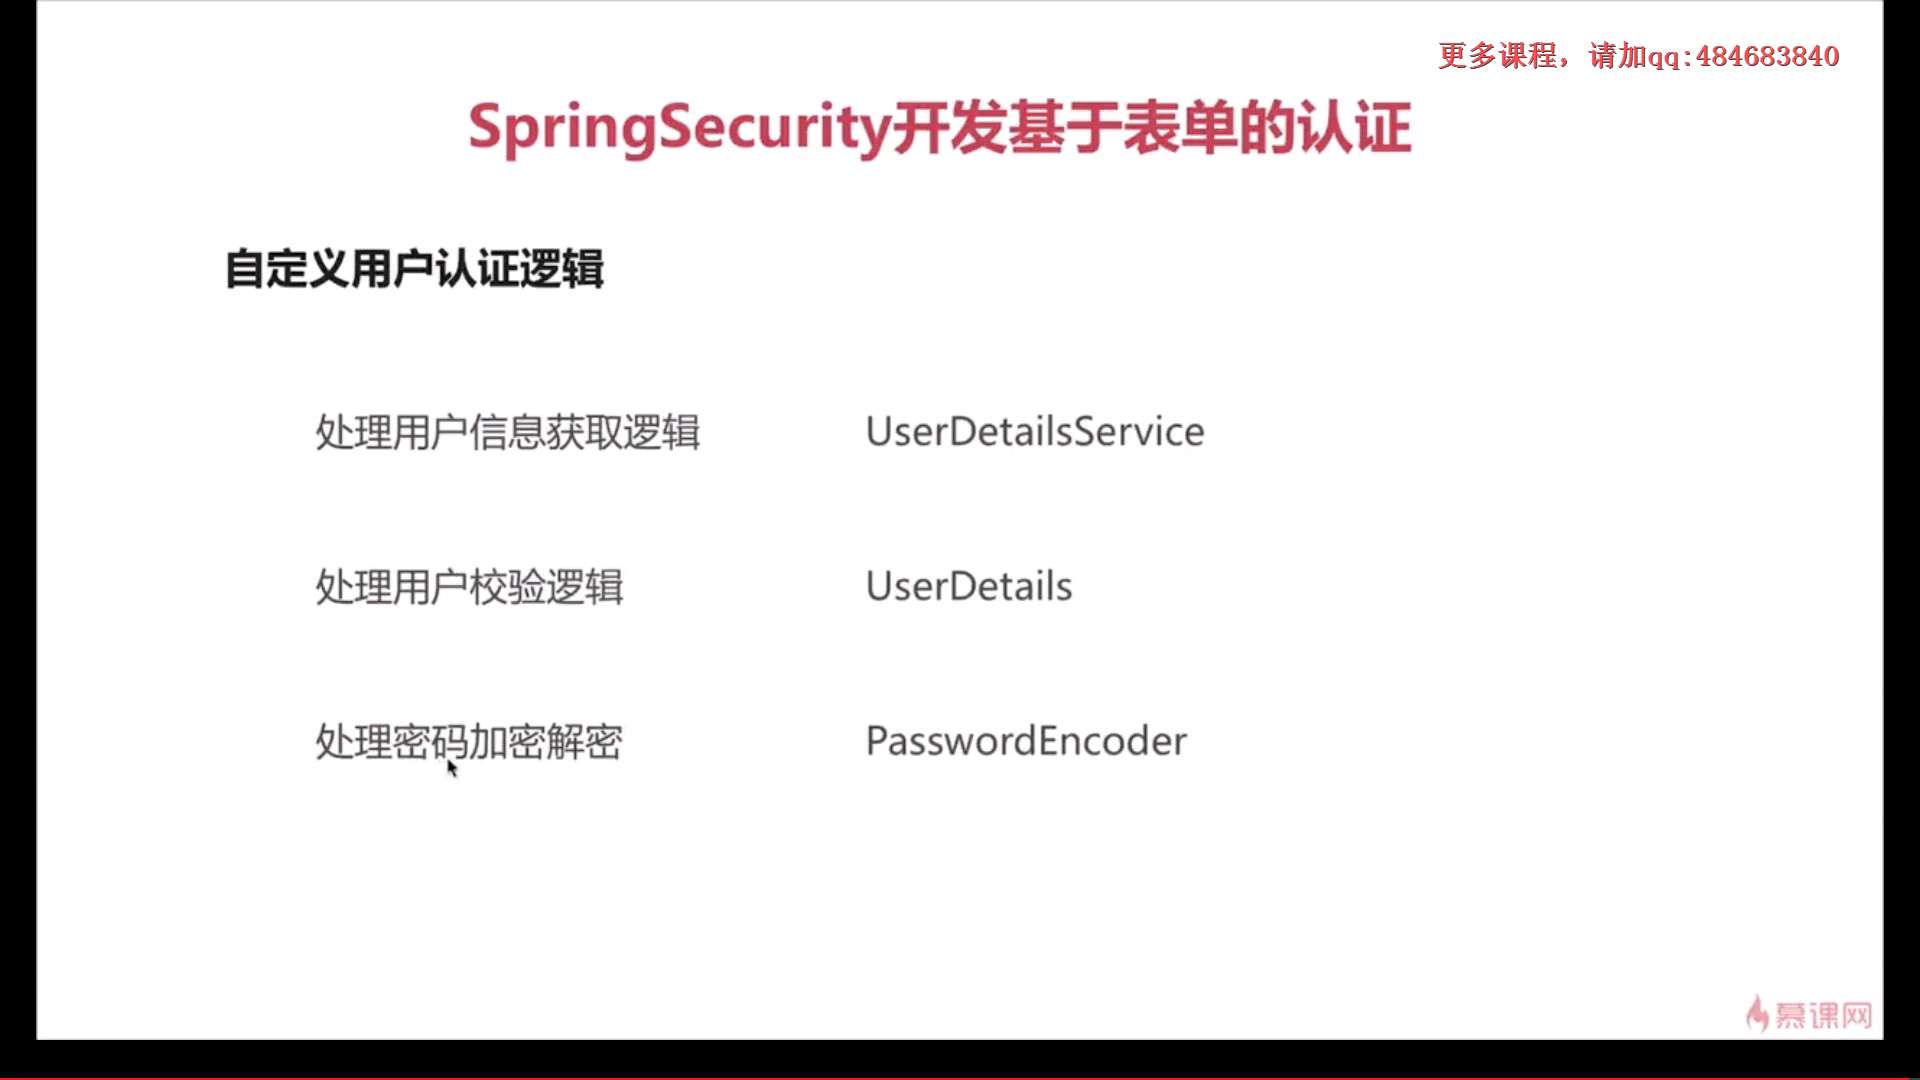 更多课程，请加qq:484683840
SpringSecurity开发基于表单的认证
自定义用户认证逻辑
处理用户信息获取逻辑 UserDetailsService
处理用户校验逻辑 UserDetails
处理密码加密解密 PasswordEncoder
慕课网